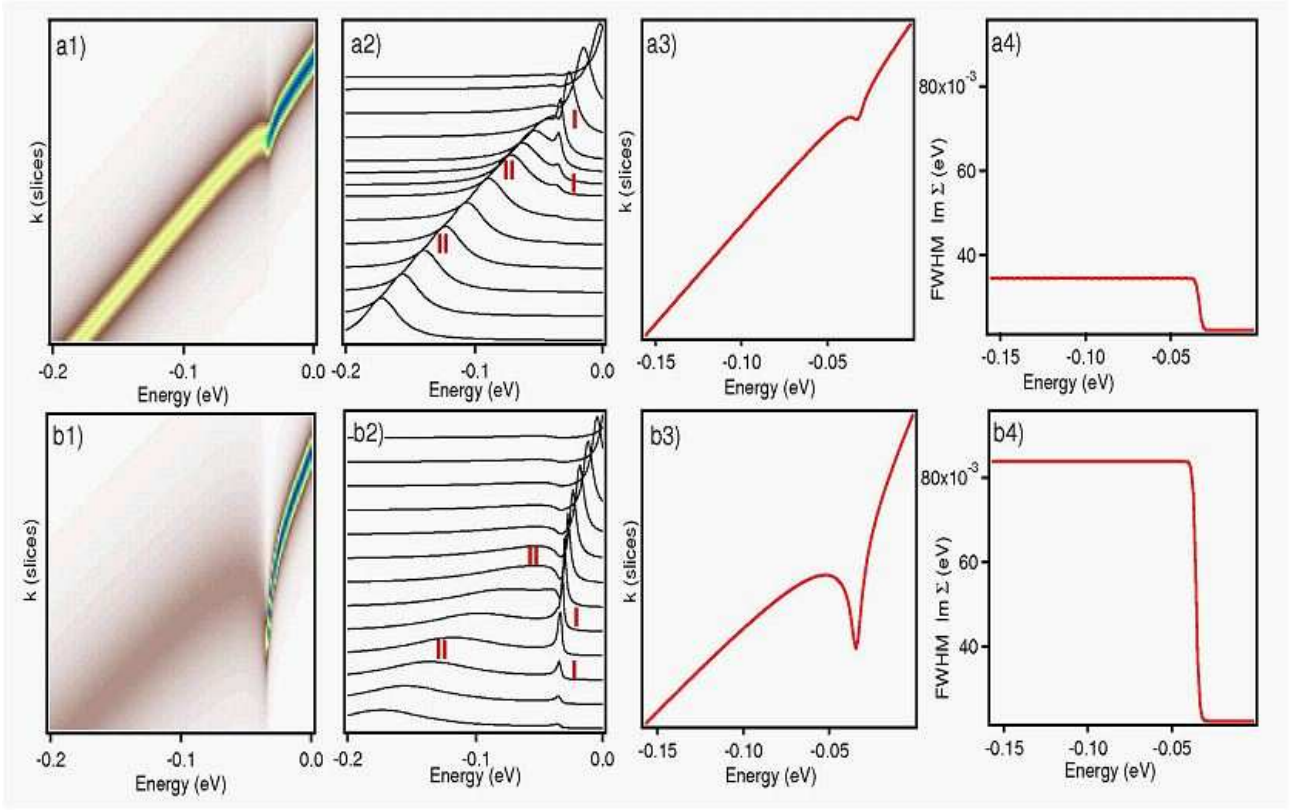 a1)
k (slices)
-0.2
-0.1
0.0
Energy (eV)
a2)
I
II
I
II
-0.2
-0.1
0.0
Energy (eV)
a3)
k (slices)
-0.15
-0.10
-0.05
Energy (eV)
a4)
FWHM Im Σ (eV)
80x10-3
60
40
-0.15
-0.10
-0.05
Energy (eV)
b1)
k (slices)
-0.2
-0.1
0.0
Energy (eV)
b2)
II
I
II
I
-0.2
-0.1
0.0
Energy (eV)
b3)
k (slices)
-0.15
-0.10
-0.05
Energy (eV)
b4)
FWHM Im Σ (eV)
80x10-3
60
40
-0.15
-0.10
-0.05
Energy (eV)